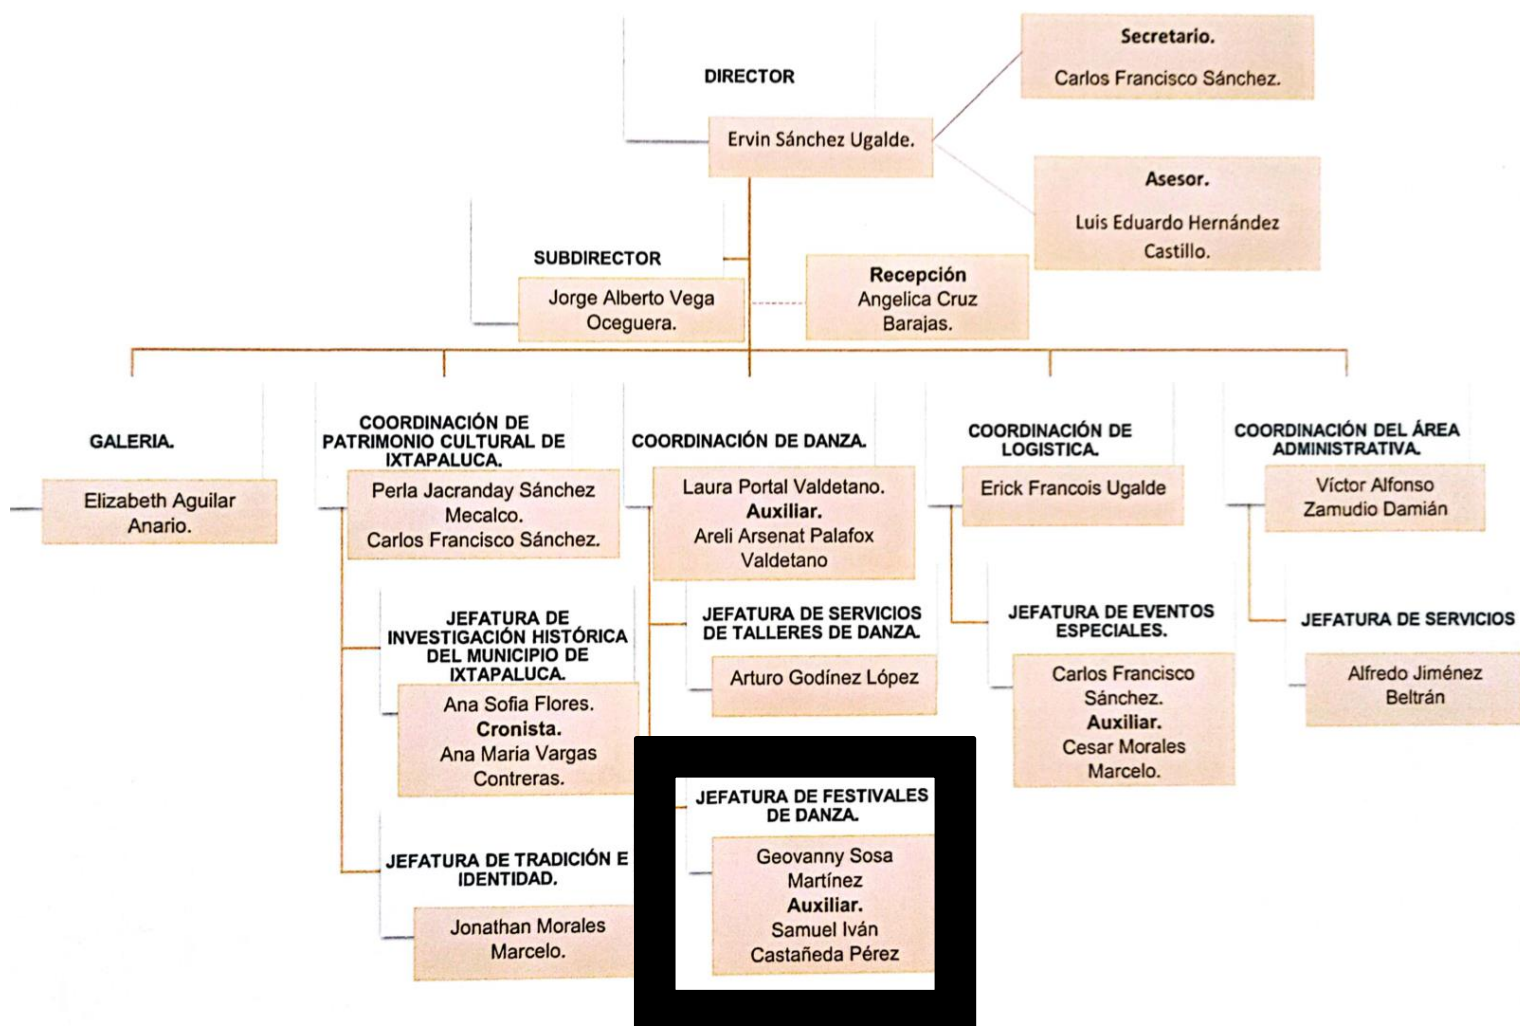 Secretario.
Carlos Francisco Sánchez.
DIRECTOR
Ervin Sánchez Ugalde.
Asesor.
Luis Eduardo Hernández
Castillo.
SUBDIRECTOR
Jorge Alberto Vega
Oceguera.
Recepción
Angelica Cruz
Barajas.
GALERIA.
Elizabeth Aguilar
Anario.
COORDINACIÓN DE
PATRIMONIO CULTURAL DE
IXTAPALUCA.
Perla Jacranday Sánchez
Mecalco.
Carlos Francisco Sánchez.
JEFATURA DE
INVESTIGACIÓN HISTÓRICA
DEL MUNICIPIO DE
IXTAPALUCA.
Ana Sofia Flores.
Cronista.
Ana Maria Vargas
Contreras.
JEFATURA DE TRADICIÓN E
IDENTIDAD.
Jonathan Morales
Marcelo.
COORDINACIÓN DE DANZA.
Laura Portal Valdetano.
Auxiliar.
Areli Arsenat Palafox
Valdetano
JEFATURA DE SERVICIOS
DE TALLERES DE DANZA.
Arturo Godínez López
JEFATURA DE FESTIVALES
DE DANZA.
Geovanny Sosa
Martínez
Auxiliar.
Samuel Iván
Castañeda Pérez
COORDINACIÓN DE
LOGISTICA.
Erick Francois Ugalde
JEFATURA DE EVENTOS
ESPECIALES.
Carlos Francisco
Sánchez.
Auxiliar.
Cesar Morales
Marcelo.
COORDINACIÓN DEL ÁREA
ADMINISTRATIVA.
Víctor Alfonso
Zamudio Damián
JEFATURA DE SERVICIOS
Alfredo Jiménez
Beltrán